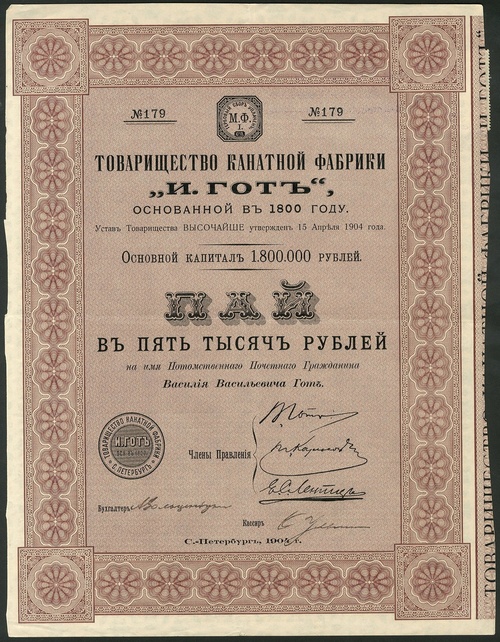 №179
М.Ф.
I.
№179
ТОВАРИЩЕСТВО КАНАТНОЙ ФАБРИКИ
„И. ГОТЪ“,
ОСНОВАННОЙ ВЪ 1800 ГОДУ.
Уставъ Товарищества ВЫСОЧАЙШЕ утвержденъ 15 Апрѣля 1904 года.
ОСНОВНОЙ КАПИТАЛЪ 1.800.000 РУБЛЕЙ.
ПАЙ
ВЪ ПЯТЬ ТЫСЯЧЪ РУБЛЕЙ
на имя Потомственнаго Почетнаго Гражданина
Василія Васильевича Готъ.
ТОВАРИЩЕСТВО КАНАТНОЙ ФАБРИКИ
И.ГОТЪ
С.ПЕТЕРБУРГЪ
Члены Правленія
Бухгалтеръ
Кассиръ
С.-Петербургъ, 1904 г.
ТОВАРИЩЕСТВО КАНАТНОЙ ФАБРИКИ „И. ГОТЪ“